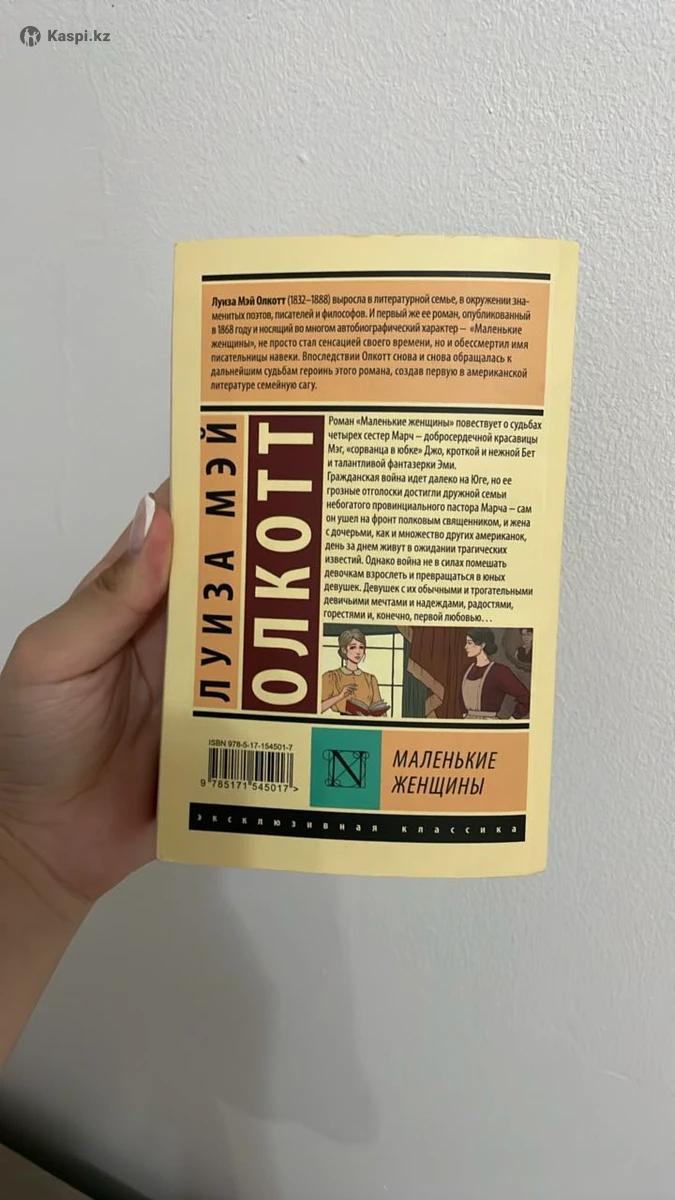 Kaspi.kz
Луиза Мэй Олкотт (1832–1888) выросла в литературной семье, в окружении зна-
менитых поэтов, писателей и философов. И первый же ее роман, опубликованный
в 1868 году и носящий во многом автобиографический характер – «Маленькие
женщины», не просто стал сенсацией своего времени, но и обессмертил имя
писательницы навеки. Впоследствии Олкотт снова и снова обращалась к
дальнейшим судьбам героинь этого романа, создав первую в американской
литературе семейную сагу.
ЛУИЗА МЭЙ
ОЛКОТТ
Роман «Маленькие женщины» повествует о судьбах
четырех сестер Марч – добросердечной красавицы
Мэг, «сорванца в юбке» Джо, кроткой и нежной Бет
и талантливой фантазерки Эми.
Гражданская война идет далеко на Юге, но ее
грозные отголоски достигли дружной семьи
небогатого провинциального пастора Марча – сам
он ушел на фронт полковым священником, и жена
с дочерьми, как и множество других американок,
день за днем живут в ожидании трагических
известий. Однако война не в силах помешать
девочкам взрослеть и превращаться в юных
девушек. Девушек с их обычными и трогательными
девичьими мечтами и надеждами, радостями,
горестями и, конечно, первой любовью…
ISBN 978-5-17-154501-7
9 785171 545017 >
N
МАЛЕНЬКИЕ
ЖЕНЩИНЫ
эксклюзивная классика